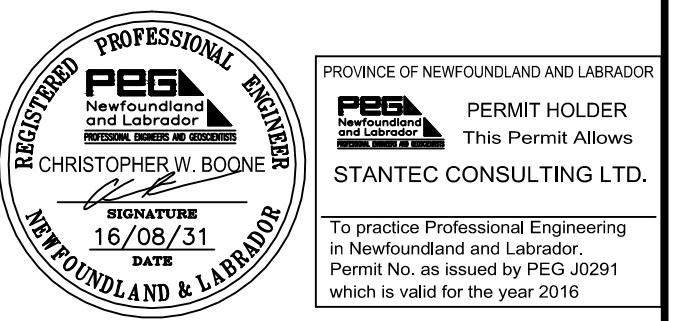 REGISTERED PROFESSIONAL ENGINEER
PEG
Newfoundland
and Labrador
PROFESSIONAL ENGINEERS AND GEOSCIENTISTS
CHRISTOPHER W. BOONE
SIGNATURE
16/08/31
DATE
NEWFOUNDLAND & LABRADOR
PROVINCE OF NEWFOUNDLAND AND LABRADOR
PEG
Newfoundland
and Labrador
PROFESSIONAL ENGINEERS AND GEOSCIENTISTS
PERMIT HOLDER
This Permit Allows
STANTEC CONSULTING LTD.
To practice Professional Engineering
in Newfoundland and Labrador.
Permit No. as issued by PEG J0291
which is valid for the year 2016